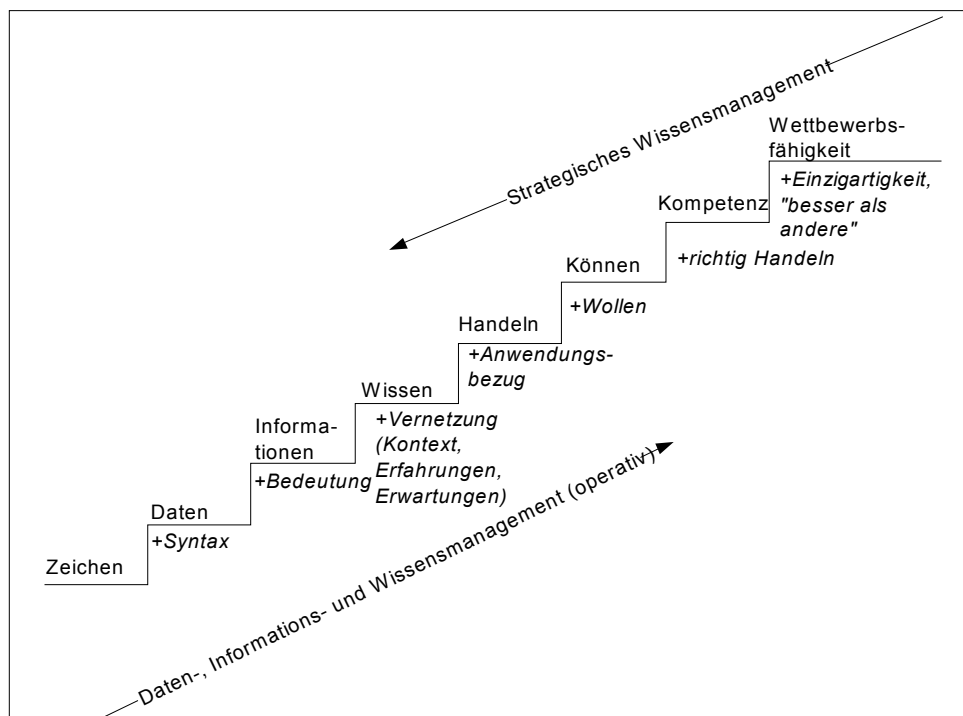 Strategisches Wissensmanagement
Wettbewerbs-
fähigkeit
+Einzigartigkeit,
"besser als
andere"
Kompetenz
+richtig Handeln
Können
+Wollen
Handeln
+Anwendungs-
bezug
Wissen
+Vernetzung
(Kontext,
Erfahrungen,
Erwartungen)
Informa-
tionen
+Bedeutung
Daten
+Syntax
Zeichen
Daten-, Informations- und Wissensmanagement (operativ)